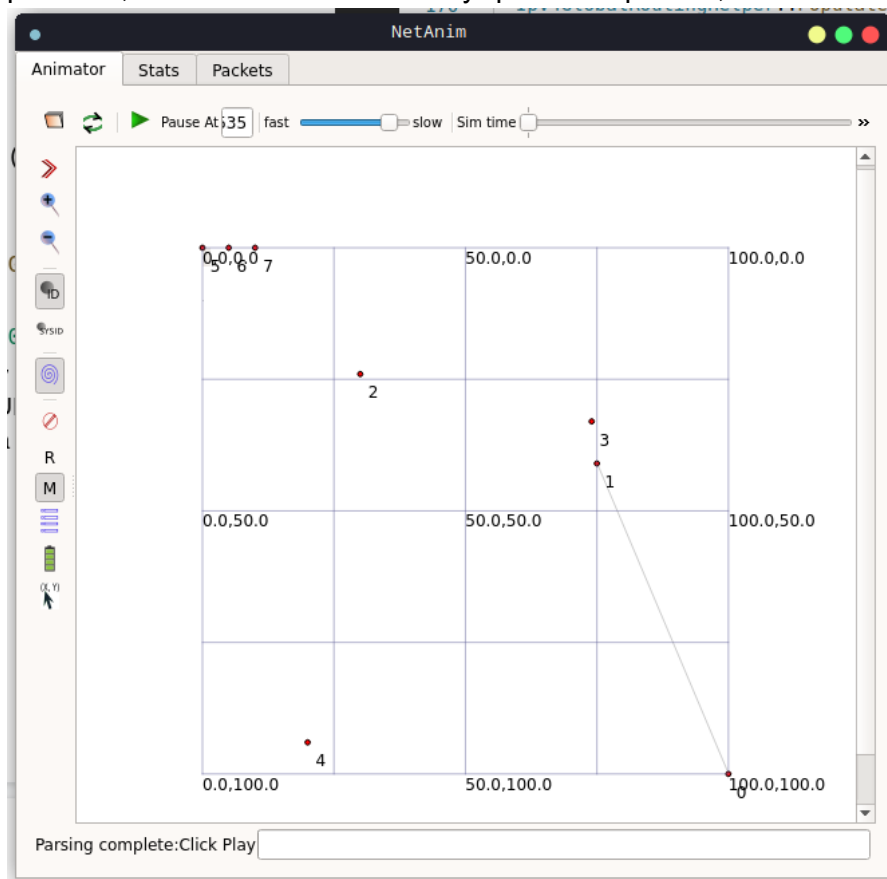 NetAnim
Animator Stats Packets
Pause At 535 fast slow Sim time »
ID
SYSID
R
M
(X, Y)
0.0,0.0 50.0,0.0 100.0,0.0
5 6 7
2
3
1
0.0,50.0 50.0,50.0 100.0,50.0
4
0.0,100.0 50.0,100.0 100.0,100.0
0
Parsing complete:Click Play